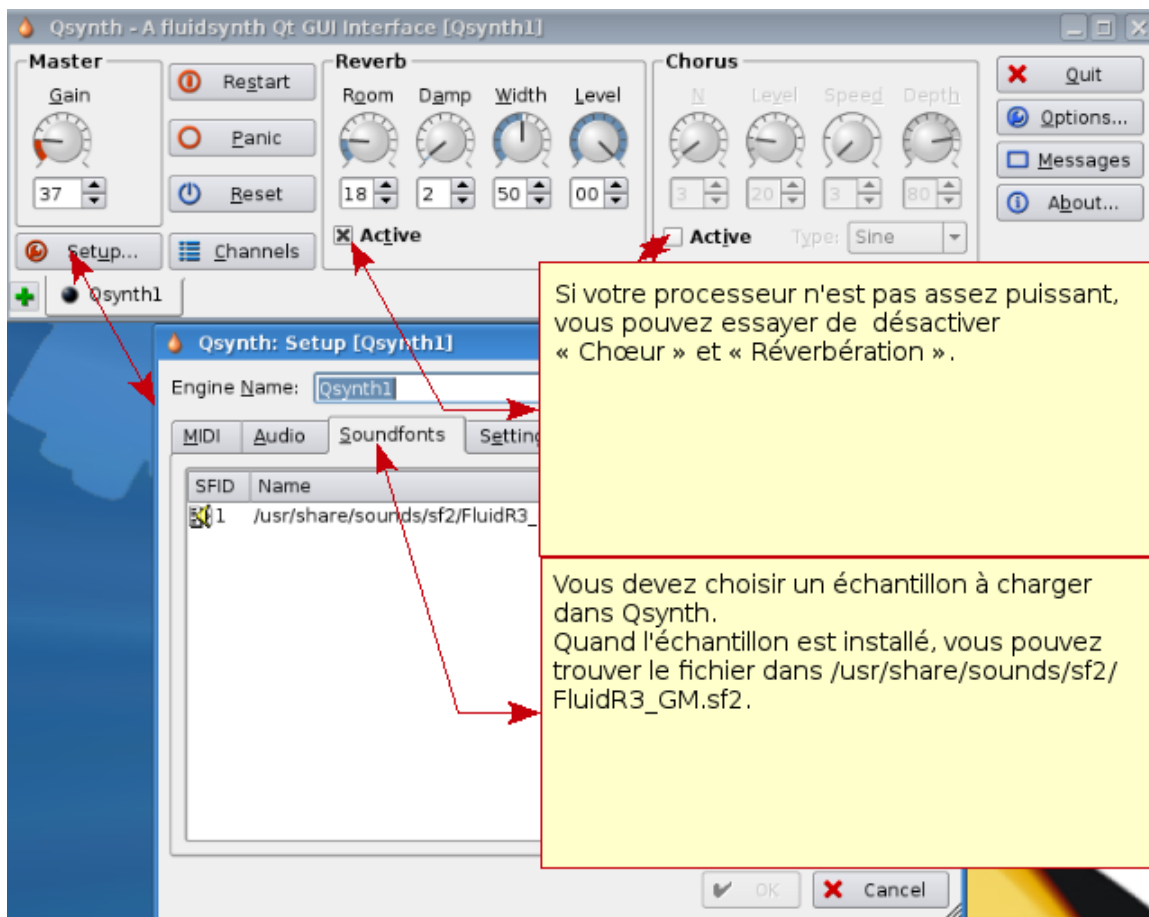 Qsynth - A fluidsynth Qt GUI Interface [Qsynth1]
Master
Gain
37
Setup...
Restart
Panic
Reset
Channels
Reverb
Room Damp Width Level
18 2 50 00
Active
Chorus
N Level Speed Depth
3 20 3 80
Active Type: Sine
Quit
Options...
Messages
About...
Qsynth1
Si votre processeur n'est pas assez puissant,
vous pouvez essayer de désactiver
« Chœur » et « Réverbération ».
Qsynth: Setup [Qsynth1]
Engine Name: Qsynth1
MIDI Audio Soundfonts Setting
SFID Name
1 /usr/share/sounds/sf2/FluidR3_
Vous devez choisir un échantillon à charger
dans Qsynth.
Quand l'échantillon est installé, vous pouvez
trouver le fichier dans /usr/share/sounds/sf2/
FluidR3_GM.sf2.
OK Cancel